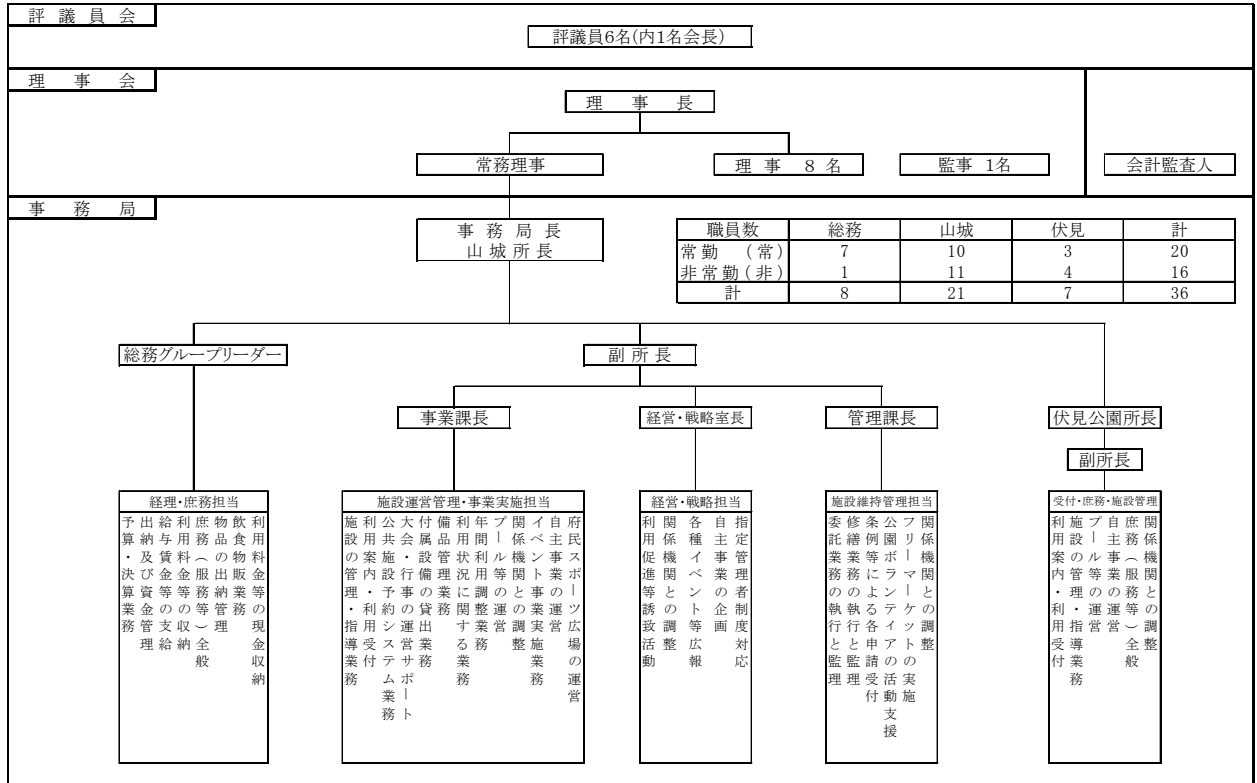 評議員会
評議員6名(内1名会長)
理事会
理事長
常務理事
理事 8名
監事 1名
会計監査人
事務局
事務局長
山城所長
職員数 総務 山城 伏見 計
常勤 (常) 7 10 3 20
非常勤(非) 1 11 4 16
計 8 21 7 36
総務グループリーダー
副所長
事業課長
経営・戦略室長
管理課長
伏見公園所長
副所長
経理・庶務担当
予算・決算業務
出納及び資金管理
給与賃金等の支給
利用料金等の収納
庶務(服務等)全般
物品の出納管理
飲食物販業務
利用料金等の現金収納
施設運営管理・事業実施担当
施設の管理・指導業務
利用案内・利用受付
公共施設予約システム業務
大会・行事の運営サポート
付属設備の貸出業務
備品管理業務
利用状況に関する業務
年間利用調整業務
プール等の運営
関係機関との調整
イベント事業実施業務
自主事業の運営
府民スポーツ広場の運営
経営・戦略担当
利用促進等誘致活動
関係機関との調整
各種イベント等広報
自主事業の企画
指定管理者制度対応
施設維持管理担当
委託業務の執行と監理
修繕業務の執行と監理
条例等による各申請受付
公園ボランティアの活動支援
フリーマーケットの実施
関係機関との調整
受付・庶務・施設管理
利用案内・利用受付
施設の管理・指導業務
プール等の運営
自主事業の運営
庶務(服務等)全般
関係機関との調整